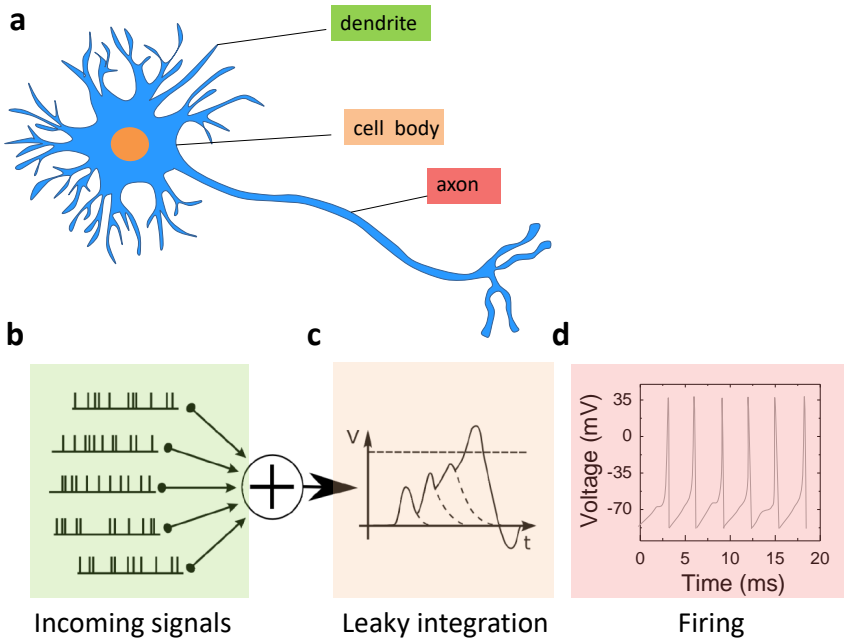 a
dendrite
cell body
axon
b
c
d
V
t
Voltage (mV)
35
0
-35
-70
0 5 10 15 20
Time (ms)
Incoming signals
Leaky integration
Firing